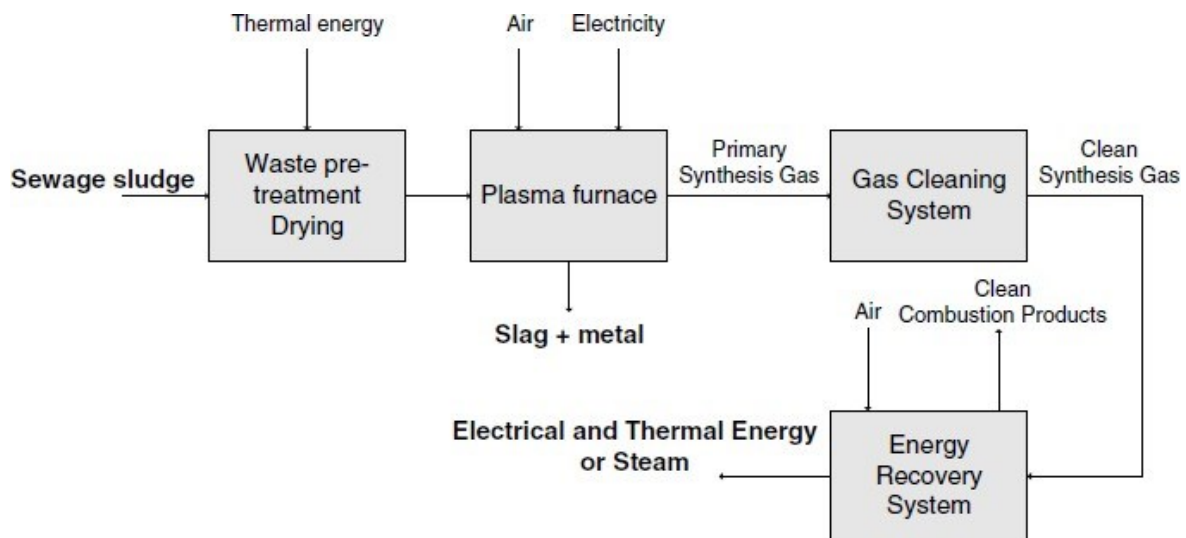 Thermal energy
Air
Electricity
Sewage sludge
Waste pre-
treatment
Drying
Plasma furnace
Primary
Synthesis Gas
Gas Cleaning
System
Clean
Synthesis Gas
Slag + metal
Air
Clean
Combustion Products
Electrical and Thermal Energy
or Steam
Energy
Recovery
System